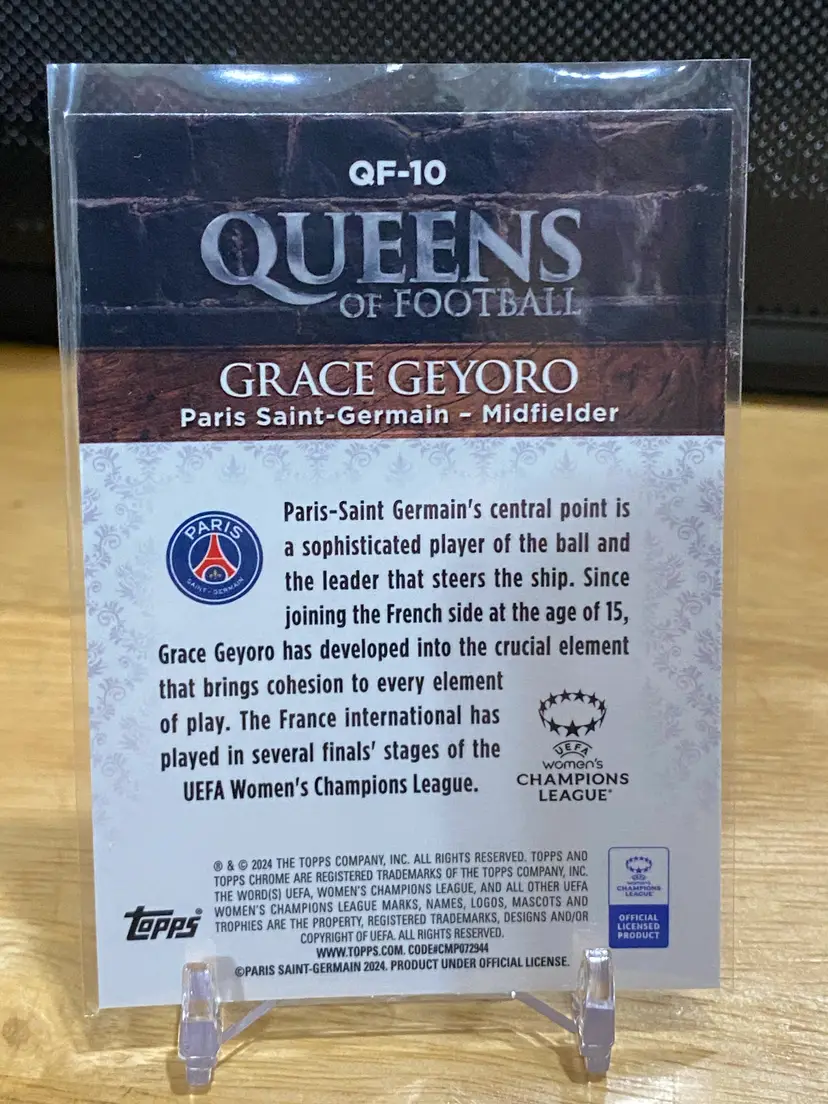 QF-10
QUEENS
OF FOOTBALL
GRACE GEYORO
Paris Saint-Germain – Midfielder
PARIS
SAINT-GERMAIN
Paris-Saint Germain's central point is
a sophisticated player of the ball and
the leader that steers the ship. Since
joining the French side at the age of 15,
Grace Geyoro has developed into the crucial element
that brings cohesion to every element
of play. The France international has
played in several finals' stages of the
UEFA Women's Champions League.
UEFA
women's
CHAMPIONS
LEAGUE®
® & © 2024 THE TOPPS COMPANY, INC. ALL RIGHTS RESERVED. TOPPS AND
TOPPS CHROME ARE REGISTERED TRADEMARKS OF THE TOPPS COMPANY, INC.
THE WORD(S) UEFA, WOMEN'S CHAMPIONS LEAGUE, AND ALL OTHER UEFA
WOMEN'S CHAMPIONS LEAGUE MARKS, NAMES, LOGOS, MASCOTS AND
TROPHIES ARE THE PROPERTY, REGISTERED TRADEMARKS, DESIGNS AND/OR
COPYRIGHT OF UEFA. ALL RIGHTS RESERVED.
WWW.TOPPS.COM. CODE#CMP072944
©PARIS SAINT-GERMAIN 2024. PRODUCT UNDER OFFICIAL LICENSE.
topps®
women's
CHAMPIONS
LEAGUE
OFFICIAL
LICENSED
PRODUCT